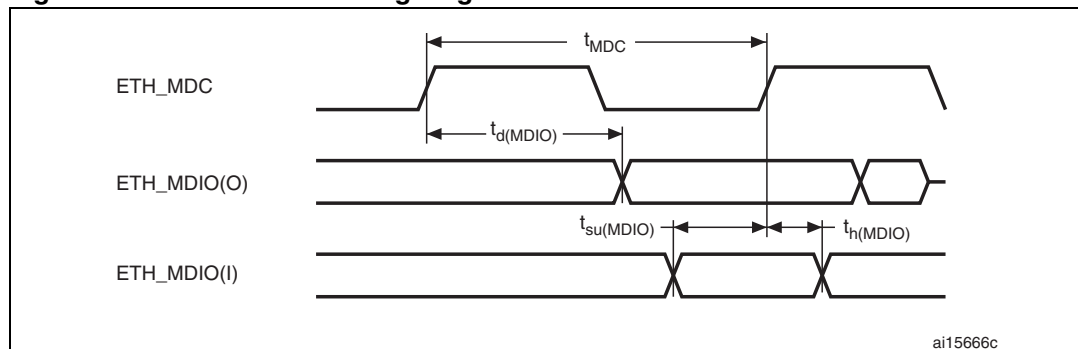 t_MDC
ETH_MDC
t_d(MDIO)
ETH_MDIO(O)
t_su(MDIO)
t_h(MDIO)
ETH_MDIO(I)
ai15666c